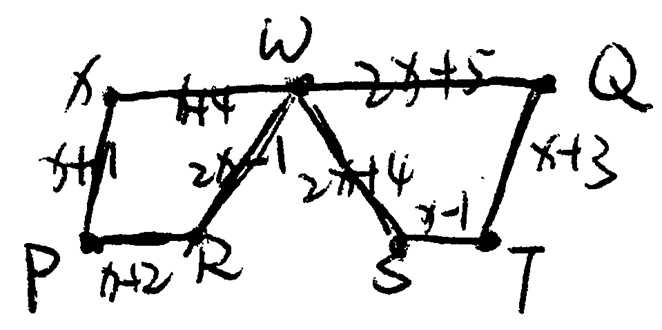 W
X x+4 2x+5 Q
x+1 2x-1 2x+4 x+3
x-1
P x+2 R S T